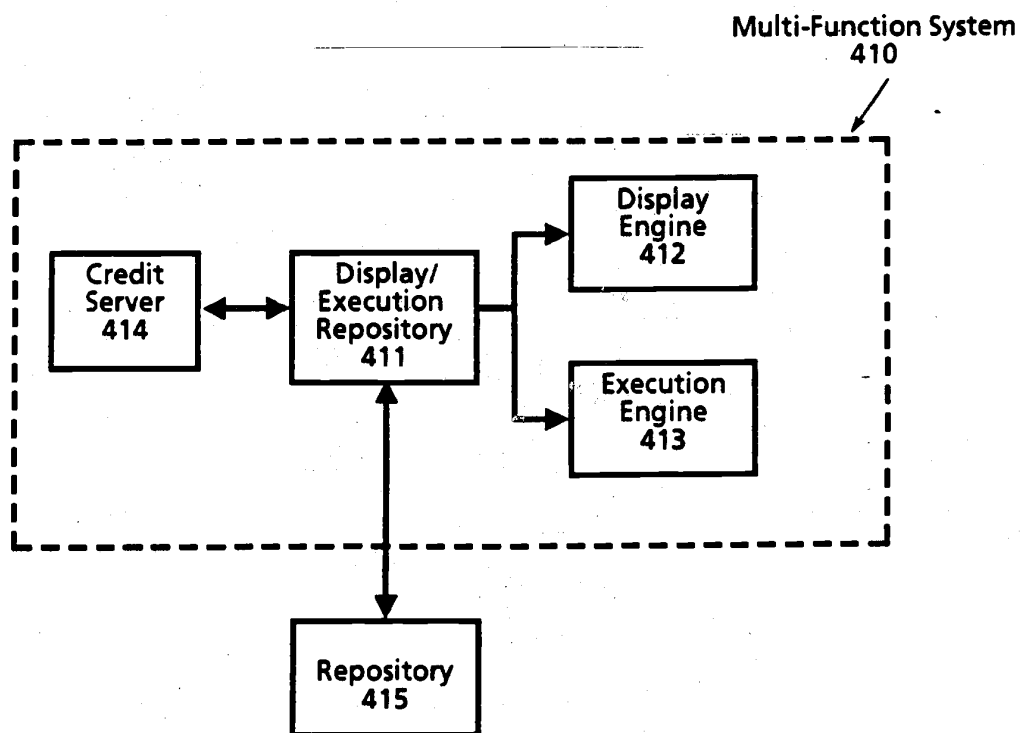 Multi-Function System
410
Display
Engine
412
Credit
Server
414
Display/
Execution
Repository
411
Execution
Engine
413
Repository
415